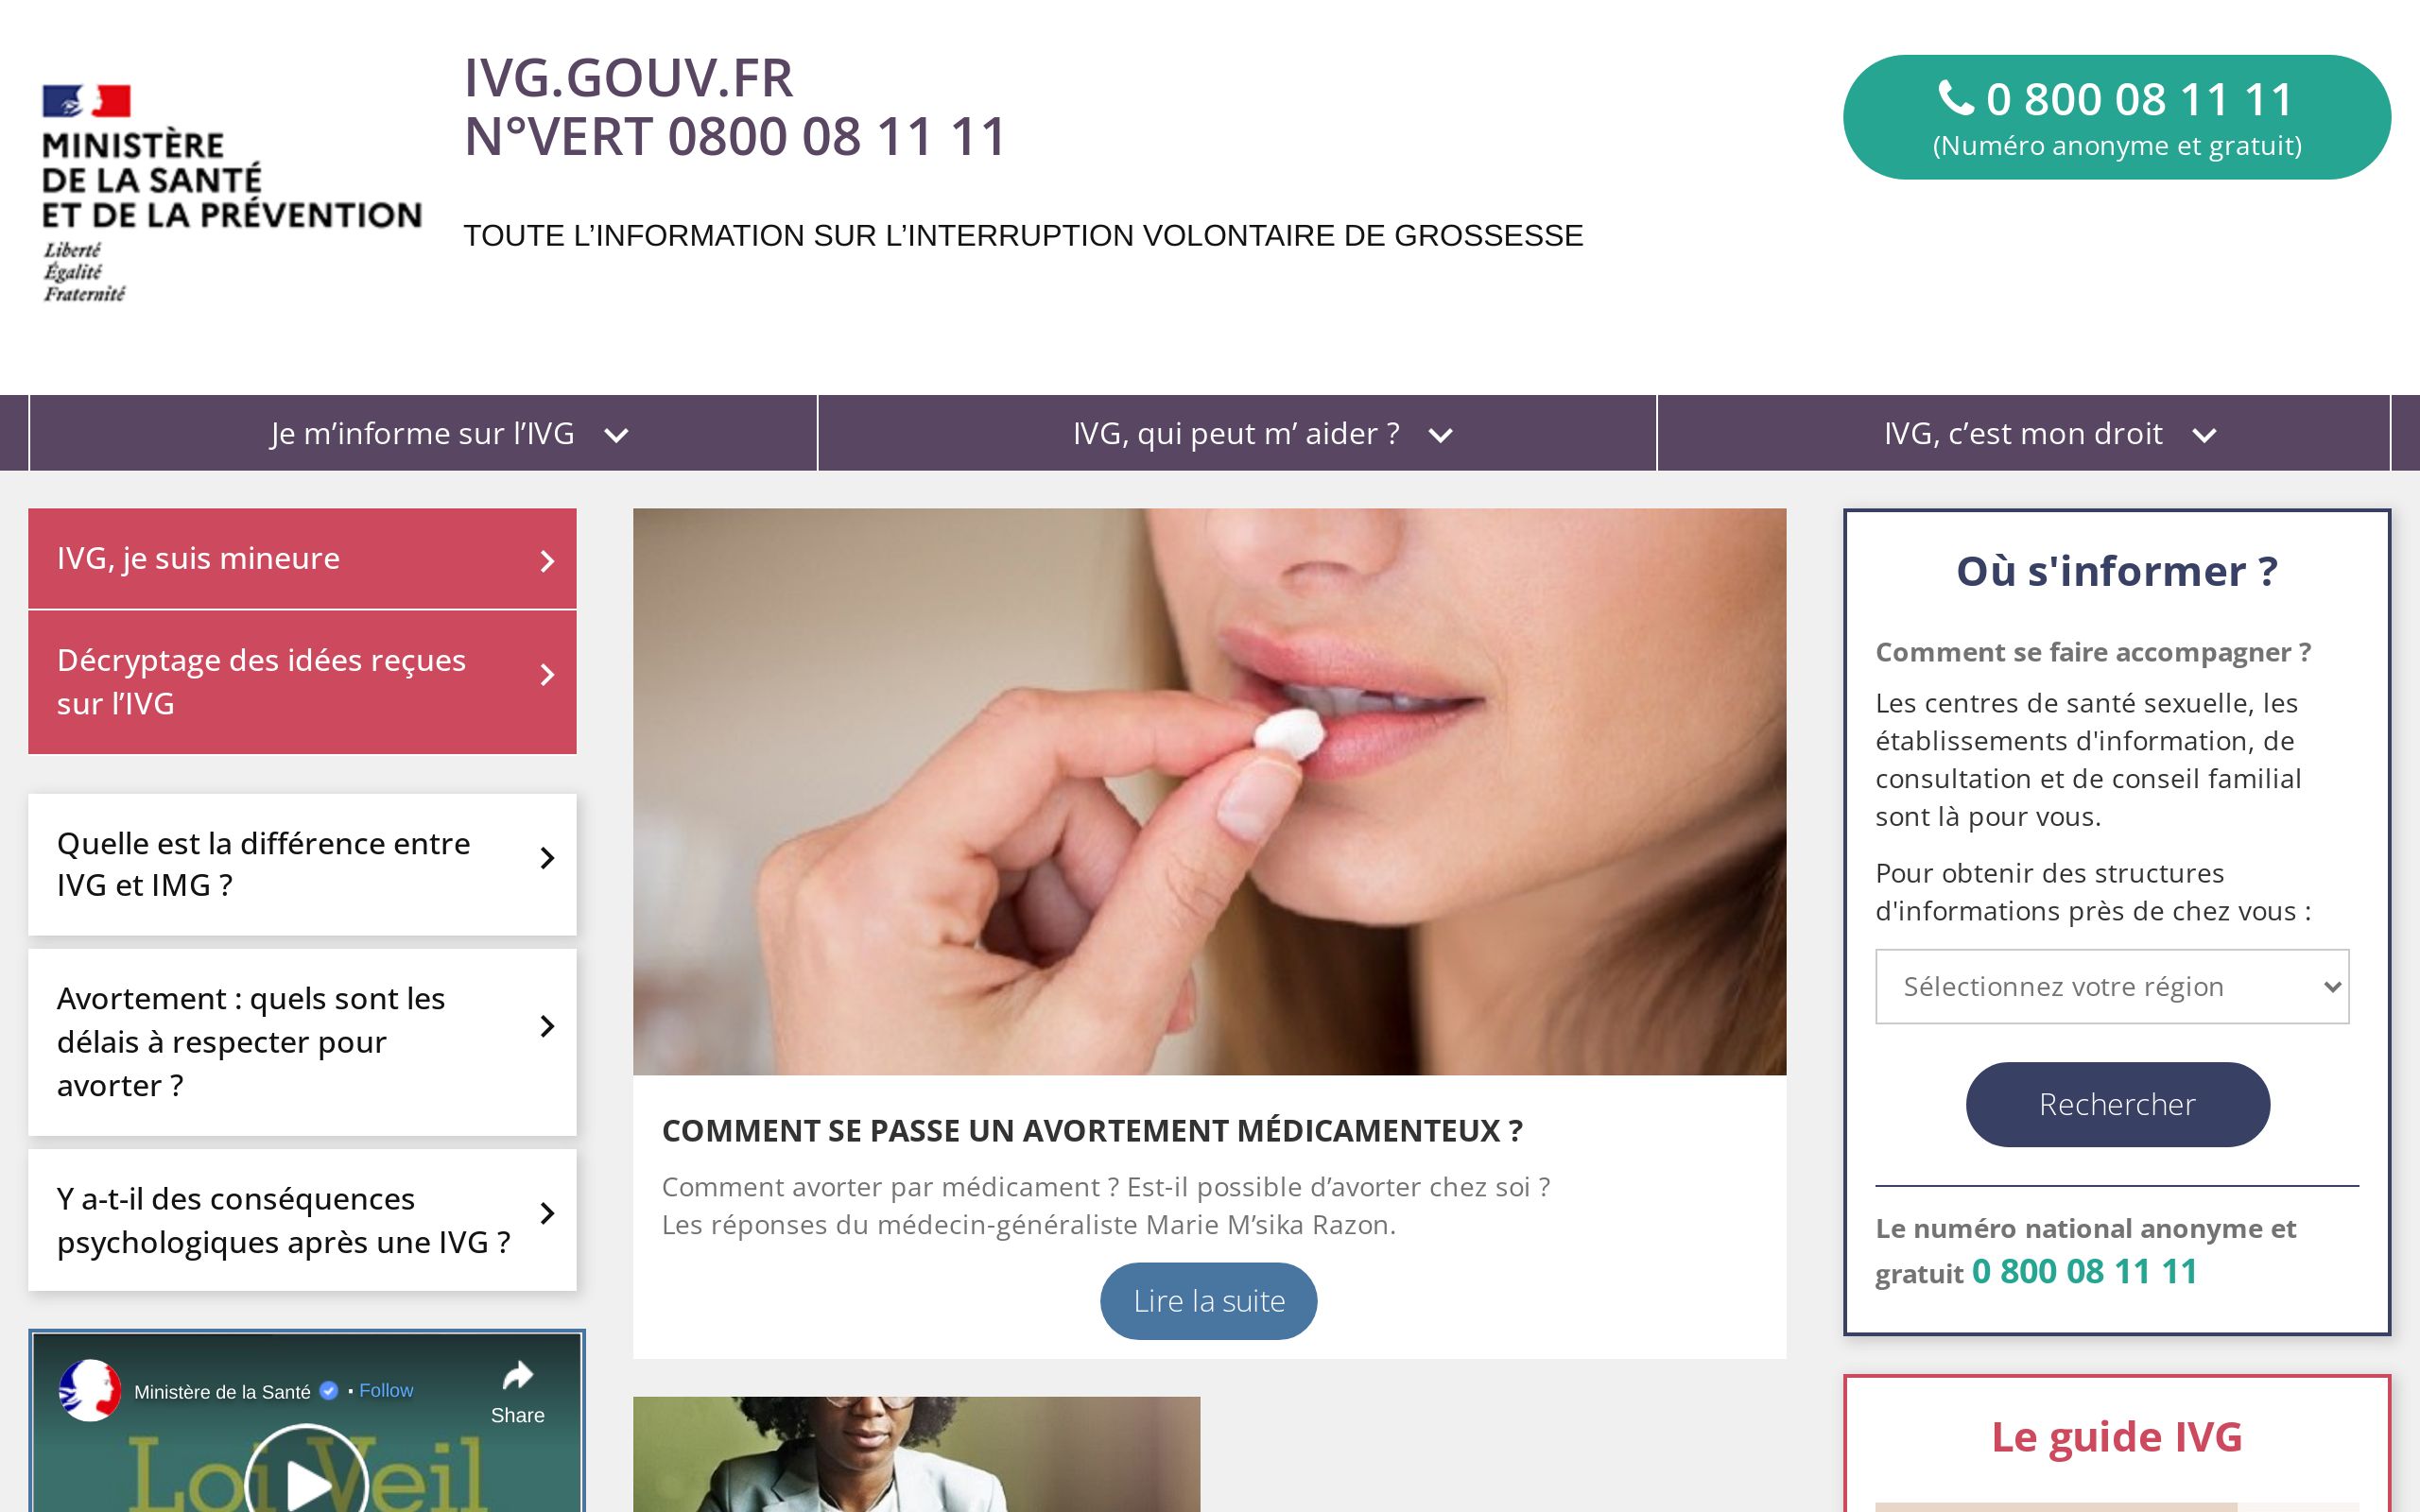 MINISTÈRE
DE LA SANTÉ
ET DE LA PRÉVENTION
Liberté
Égalité
Fraternité
IVG.GOUV.FR
N°VERT 0800 08 11 11
TOUTE L’INFORMATION SUR L’INTERRUPTION VOLONTAIRE DE GROSSESSE
0 800 08 11 11
(Numéro anonyme et gratuit)
Je m’informe sur l’IVG
IVG, qui peut m’ aider ?
IVG, c’est mon droit
IVG, je suis mineure
Décryptage des idées reçues
sur l’IVG
Quelle est la différence entre
IVG et IMG ?
Avortement : quels sont les
délais à respecter pour
avorter ?
Y a-t-il des conséquences
psychologiques après une IVG ?
Ministère de la Santé · Follow
Share
Loi Veil
COMMENT SE PASSE UN AVORTEMENT MÉDICAMENTEUX ?
Comment avorter par médicament ? Est-il possible d’avorter chez soi ?
Les réponses du médecin-généraliste Marie M’sika Razon.
Lire la suite
Où s'informer ?
Comment se faire accompagner ?
Les centres de santé sexuelle, les
établissements d'information, de
consultation et de conseil familial
sont là pour vous.
Pour obtenir des structures
d'informations près de chez vous :
Sélectionnez votre région
Rechercher
Le numéro national anonyme et
gratuit 0 800 08 11 11
Le guide IVG